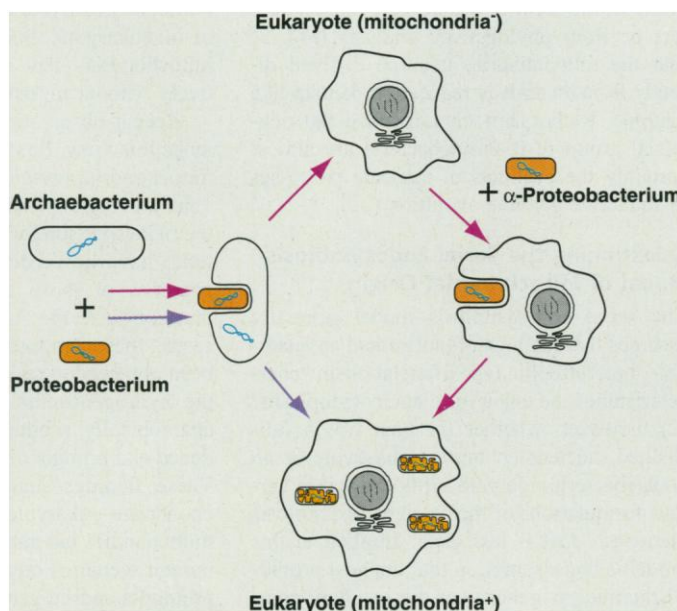 Eukaryote (mitochondria⁻)
+ α-Proteobacterium
Archaebacterium
+
Proteobacterium
Eukaryote (mitochondria⁺)